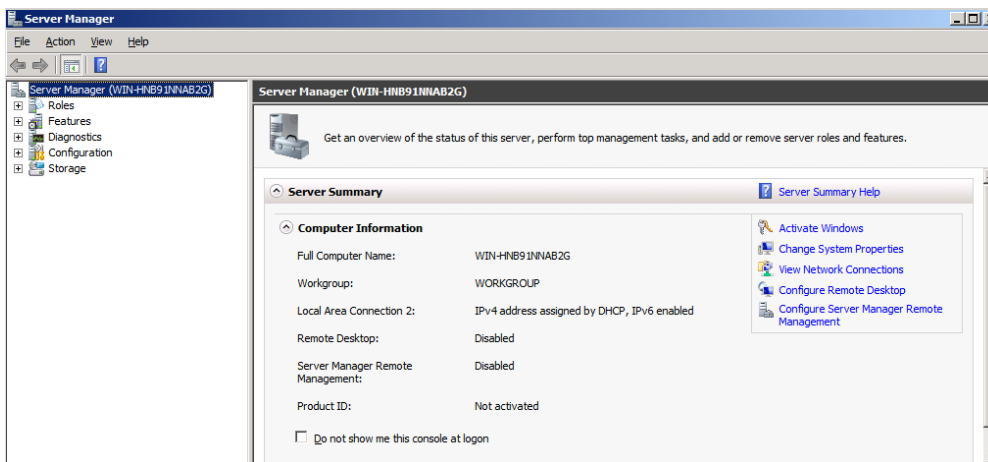 Server Manager
File Action View Help
Server Manager (WIN-HNB91NNAB2G)
Roles
Features
Diagnostics
Configuration
Storage
Server Manager (WIN-HNB91NNAB2G)
Get an overview of the status of this server, perform top management tasks, and add or remove server roles and features.
Server Summary
Server Summary Help
Computer Information
Full Computer Name: WIN-HNB91NNAB2G
Workgroup: WORKGROUP
Local Area Connection 2: IPv4 address assigned by DHCP, IPv6 enabled
Remote Desktop: Disabled
Server Manager Remote Disabled
Management:
Product ID: Not activated
Do not show me this console at logon
Activate Windows
Change System Properties
View Network Connections
Configure Remote Desktop
Configure Server Manager Remote
Management